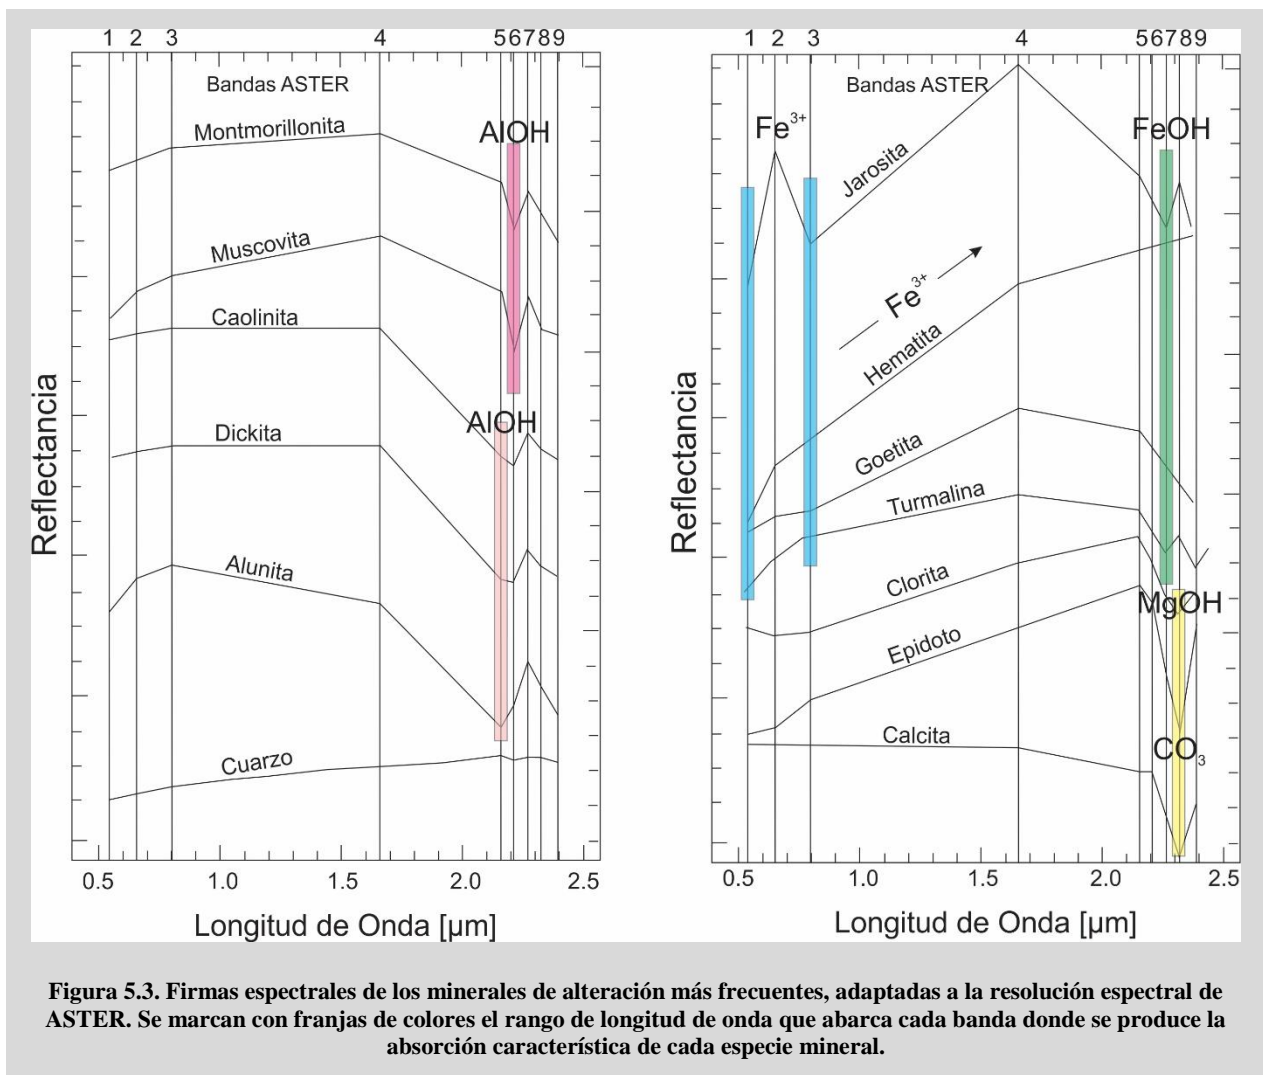 1 2 3 4 56789
Bandas ASTER
Montmorillonita
AlOH
Muscovita
Caolinita
AlOH
Dickita
Alunita
Cuarzo
Reflectancia
0.5 1.0 1.5 2.0 2.5
Longitud de Onda [µm]
1 2 3 4 56789
Bandas ASTER
Fe3+
FeOH
Jarosita
Fe3+
Hematita
Goetita
Turmalina
Clorita
MgOH
Epidoto
Calcita
CO3
Reflectancia
0.5 1.0 1.5 2.0 2.5
Longitud de Onda [µm]
Figura 5.3. Firmas espectrales de los minerales de alteración más frecuentes, adaptadas a la resolución espectral de
ASTER. Se marcan con franjas de colores el rango de longitud de onda que abarca cada banda donde se produce la
absorción característica de cada especie mineral.